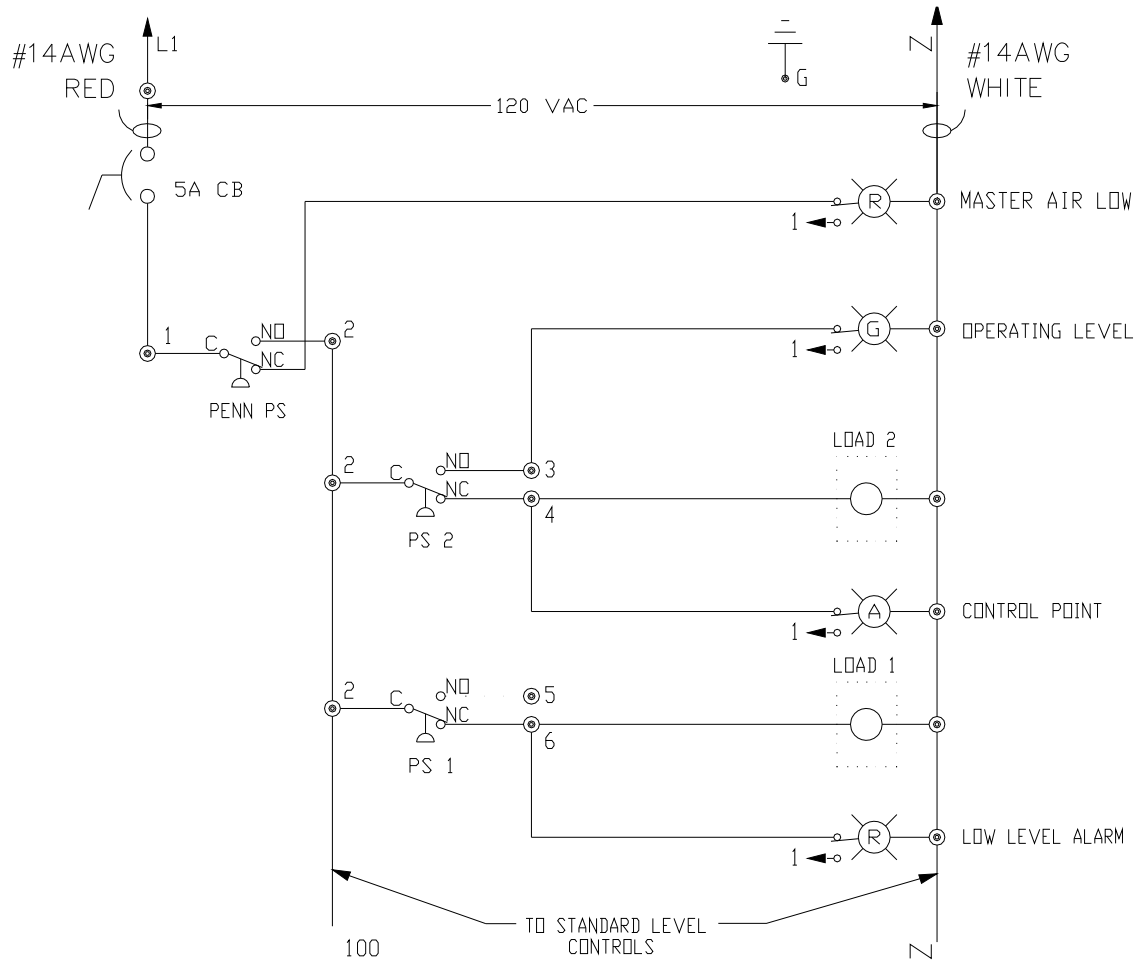 #14AWG
RED
L1
G
Z
#14AWG
WHITE
120 VAC
5A CB
R
MASTER AIR LOW
1
1
C
NO
NC
2
PENN PS
G
OPERATING LEVEL
1
LOAD 2
2
C
NO
NC
3
4
PS 2
A
CONTROL POINT
1
LOAD 1
2
C
NO
NC
5
6
PS 1
R
LOW LEVEL ALARM
1
TO STANDARD LEVEL
CONTROLS
100
Z